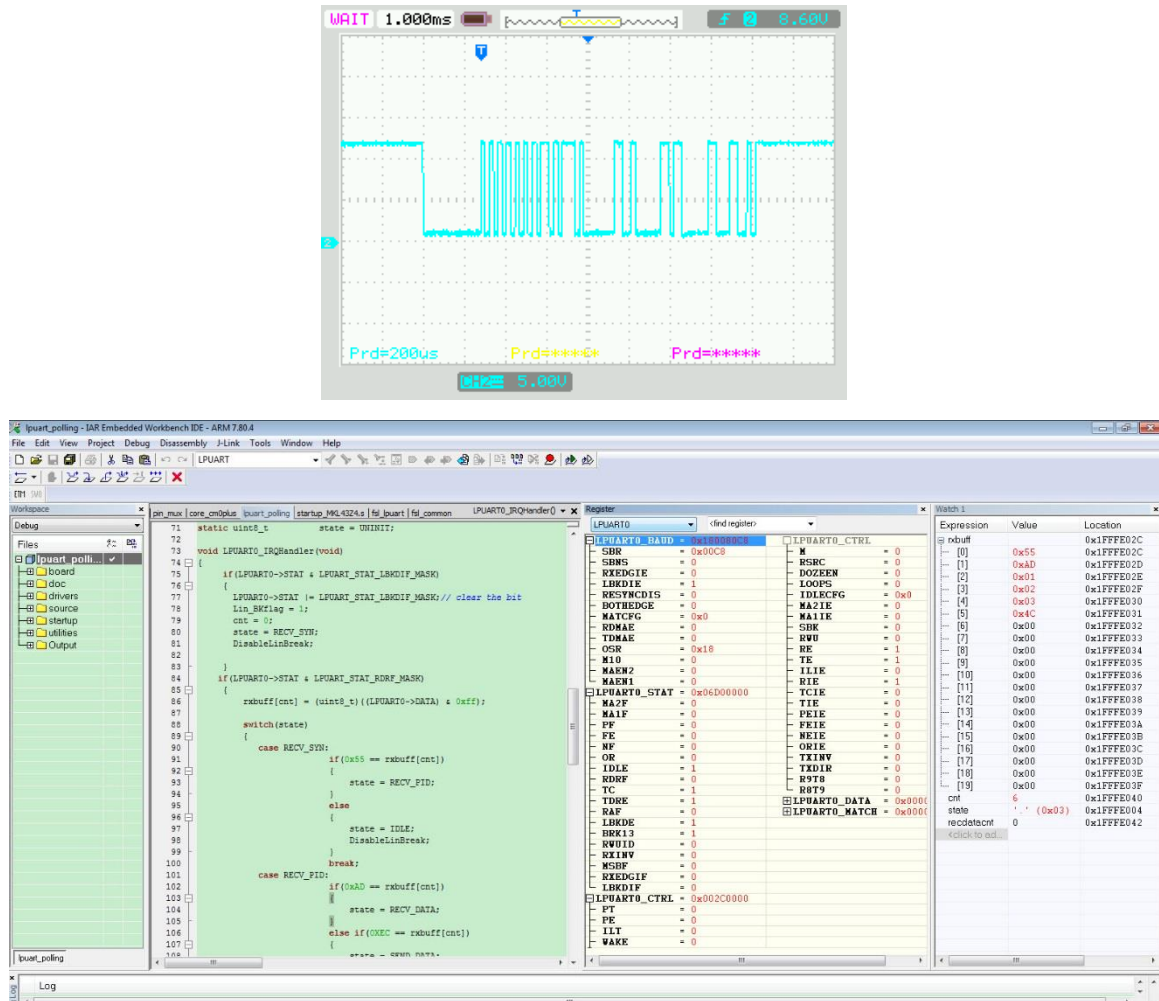 WAIT 1.000ms T 2 8.60V
T
2
Prd=200us Prd=***** Prd=*****
CH2 5.00V
lpuart_polling - IAR Embedded Workbench IDE - ARM 7.80.4
File Edit View Project Debug Disassembly J-Link Tools Window Help
LPUART
Workspace
Debug
Files
lpuart_polli...
board
doc
drivers
source
startup
utilities
Output
lpuart_polling
pin_mux | core_cm0plus | lpuart_polling | startup_MKL43Z4.s | fsl_lpuart | fsl_common LPUART0_IRQHandler()
71 static uint8_t state = UNINIT;
72
73 void LPUART0_IRQHandler(void)
74 {
75 if(LPUART0->STAT & LPUART_STAT_LBKDIF_MASK)
76 {
77 LPUART0->STAT |= LPUART_STAT_LBKDIF_MASK;// clear the bit
78 Lin_BKflag = 1;
79 cnt = 0;
80 state = RECV_SYN;
81 DisableLinBreak;
82
83 }
84 if(LPUART0->STAT & LPUART_STAT_RDRF_MASK)
85 {
86 rxbuff[cnt] = (uint8_t)((LPUART0->DATA) & 0xff);
87
88 switch(state)
89 {
90 case RECV_SYN:
91 if(0x55 == rxbuff[cnt])
92 {
93 state = RECV_PID;
94 }
95 else
96 {
97 state = IDLE;
98 DisableLinBreak;
99 }
100 break;
101 case RECV_PID:
102 if(0xAD == rxbuff[cnt])
103 {
104 state = RECV_DATA;
105 }
106 else if(0XEC == rxbuff[cnt])
107 {
108 state = SEND_DATA;
Register
LPUART0 <find register>
LPUART0_BAUD = 0x180080C8
SBR = 0x00C8
SBNS = 0
RXEDGIE = 0
LBKDIE = 1
RESYNCDIS = 0
BOTHEDGE = 0
MATCFG = 0x0
RDMAE = 0
TDMAE = 0
OSR = 0x18
M10 = 0
MAEN2 = 0
MAEN1 = 0
LPUART0_STAT = 0x06D00000
MA2F = 0
MA1F = 0
PF = 0
FE = 0
NF = 0
OR = 0
IDLE = 1
RDRF = 0
TC = 1
TDRE = 1
RAF = 0
LBKDE = 1
BRK13 = 1
RWUID = 0
RXINV = 0
MSBF = 0
RXEDGIF = 0
LBKDIF = 0
LPUART0_CTRL = 0x002C0000
PT = 0
PE = 0
ILT = 0
WAKE = 0
LPUART0_CTRL
M = 0
RSRC = 0
DOZEEN = 0
LOOPS = 0
IDLECFG = 0x0
MA2IE = 0
MA1IE = 0
SBK = 0
RWU = 0
RE = 1
TE = 1
ILIE = 0
RIE = 1
TCIE = 0
TIE = 0
PEIE = 0
FEIE = 0
NEIE = 0
ORIE = 0
TXINV = 0
TXDIR = 0
R9T8 = 0
R8T9 = 0
LPUART0_DATA = 0x0000
LPUART0_MATCH = 0x0000
Watch 1
Expression Value Location
rxbuff 0x1FFFE02C
[0] 0x55 0x1FFFE02C
[1] 0xAD 0x1FFFE02D
[2] 0x01 0x1FFFE02E
[3] 0x02 0x1FFFE02F
[4] 0x03 0x1FFFE030
[5] 0x4C 0x1FFFE031
[6] 0x00 0x1FFFE032
[7] 0x00 0x1FFFE033
[8] 0x00 0x1FFFE034
[9] 0x00 0x1FFFE035
[10] 0x00 0x1FFFE036
[11] 0x00 0x1FFFE037
[12] 0x00 0x1FFFE038
[13] 0x00 0x1FFFE039
[14] 0x00 0x1FFFE03A
[15] 0x00 0x1FFFE03B
[16] 0x00 0x1FFFE03C
[17] 0x00 0x1FFFE03D
[18] 0x00 0x1FFFE03E
[19] 0x00 0x1FFFE03F
cnt 6 0x1FFFE040
state '.' (0x03) 0x1FFFE004
recdatacnt 0 0x1FFFE042
<click to ad...
Log
Log